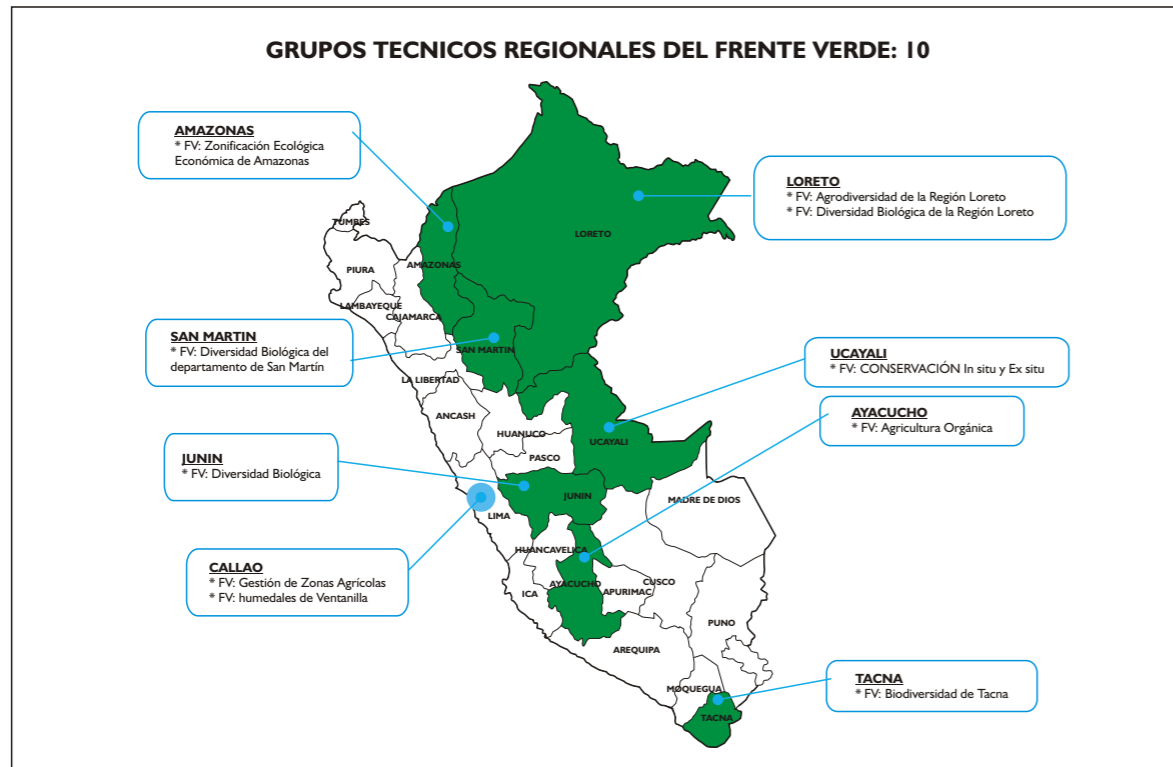 GRUPOS TECNICOS REGIONALES DEL FRENTE VERDE: 10
AMAZONAS
* FV: Zonificación Ecológica
Económica de Amazonas
LORETO
* FV: Agrodiversidad de la Región Loreto
* FV: Diversidad Biológica de la Región Loreto
SAN MARTIN
* FV: Diversidad Biológica del
departamento de San Martín
UCAYALI
* FV: CONSERVACIÓN In situ y Ex situ
AYACUCHO
* FV: Agricultura Orgánica
JUNIN
* FV: Diversidad Biológica
CALLAO
* FV: Gestión de Zonas Agrícolas
* FV: humedales de Ventanilla
TACNA
* FV: Biodiversidad de Tacna
TUMBES
PIURA
AMAZONAS
LORETO
LAMBAYEQUE
CAJAMARCA
SAN MARTIN
LA LIBERTAD
ANCASH
HUANUCO
UCAYALI
PASCO
JUNIN
MADRE DE DIOS
LIMA
HUANCAVELICA
AYACUCHO
APURIMAC
CUSCO
ICA
PUNO
AREQUIPA
MOQUEGUA
TACNA